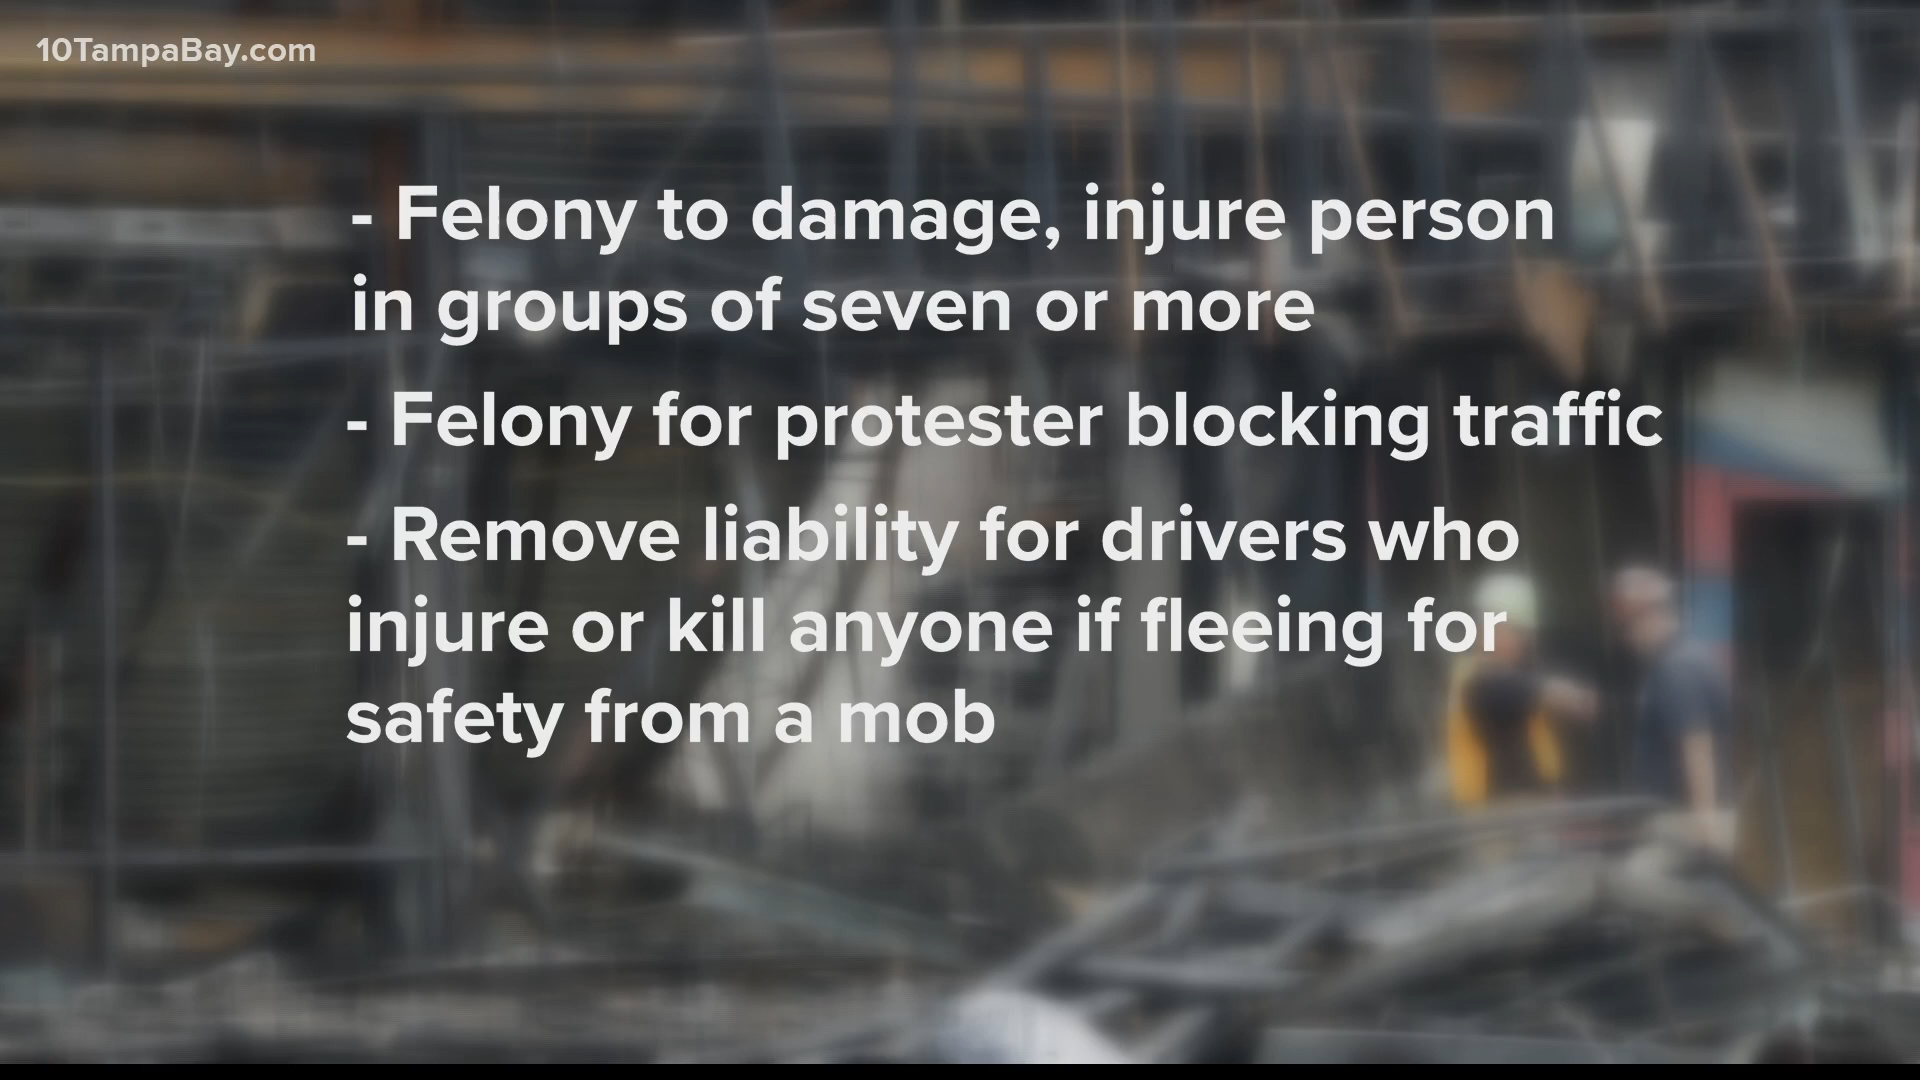 10TampaBay.com
- Felony to damage, injure person
in groups of seven or more
- Felony for protester blocking traffic
- Remove liability for drivers who
injure or kill anyone if fleeing for
safety from a mob